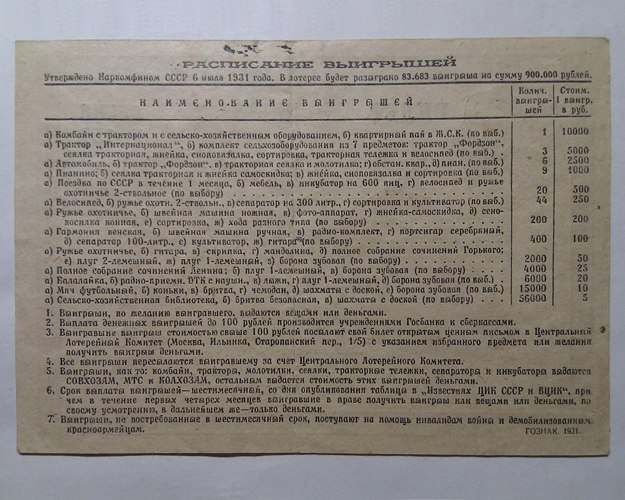 РАСПИСАНИЕ ВЫИГРЫШЕЙ
Утверждено Наркомфином СССР 6 июля 1931 года. В лотерее будет разыграно 83.683 выигрыша на сумму 900.000 рублей.
НАИМЕНОВАНИЕ ВЫИГРЫШЕЙ
Колич. выигры- шей
Стоим. 1 выигр. в руб.
а) Комбайн с трактором и с сельско-хозяйственным оборудованием, б) квартирный пай в Ж.С.К. (по выб.) 1 10000
а) Трактор „Интернационал“, б) комплект сельхозоборудования из 7 предметов: трактор „Фордзон“,
сеялка тракторная, жнейка, сноповязалка, сортировка, тракторная тележка и велосипед (по выб.) . 3 5000
а) Автомобиль, б) трактор „Фордзон“, в) тракторная сеялка и молотилка; г) обстан. квар., д) пиан. (по выб.) 6 2500
а) Пианино; б) сеялка тракторная и жнейка самоскидка; в) жнейка, сноповязалка и сортировка (по выб.) 9 1000
а) Поездка по СССР в течение 1 месяца, б) мебель, в) инкубатор на 600 яиц, г) велосипед и ружье
охотничье 2-ствольное (по выбору) 20 500
а) Велосипед, б) ружье охотн. 2-ствольн., в) сепаратор на 300 литр., г) сортировка и культиватор (по выб.) 44 250
а) Ружье охотничье, б) швейная машина ножная, в) фото-аппарат, г) жнейка-самоскидка, д) сено-
косилка конная, е) сортировка, ж) хода разного типа (по выбору) 200 200
а) Гармония венская, б) швейная машина ручная, в) радио-комплект, г) портсигар серебряный,
д) сепаратор 100-литр., е) культиватор, ж) гитара (по выбору) 400 100
а) Ружье охотничье, б) гитара, в) скрипка, г) мандолина, д) полное собрание сочинений Горького;
е) плуг 2-лемешный, ж) плуг 1-лемешный, з) борона зубовая (по выбору) 2000 50
а) Полное собрание сочинений Ленина; б) плуг 1-лемешный, в) борона зубовая (по выбору) 4000 25
а) Балалайка, б) радио-приемн. DTK с наушн., в) лыжи, г) плуг 1-лемешный, д) борона зубовая (по выб.) 6000 20
а) Мяч футбольный, б) коньки, в) бритва, г) чемодан, д) шахматы с доской, е) борона зубовая (по выбору) 15000 10
а) Сельско-хозяйственная библиотека, б) бритва безопасная, в) шахматы с доской (по выбору) . . . . 56000 5
1. Выигрыши, по желанию выигравшего, выдаются вещами или деньгами.
2. Выплата денежных выигрышей до 100 рублей производится учреждениями Госбанка и сберкассами.
3. Выигравшие выигрыш стоимостью свыше 100 рублей посылают свой билет открытым ценным письмом в Центральный
Лотерейный Комитет (Москва, Ильинка, Старопанский пер., 1/5) с указанием избранного предмета или желания
получить выигрыш деньгами.
4. Все выигрыши пересылаются выигравшему за счет Центрального Лотерейного Комитета.
5. Выигрыши, как то: комбайн, тракторы, молотилки, сеялки, тракторные тележки, сепараторы и инкубатора выдаются
СОВХОЗАМ, МТС и КОЛХОЗАМ, остальным выдается стоимость этих выигрышей деньгами.
6. Срок выплаты выигрышей—шестимесячный, со дня опубликования таблицы в „Известиях ЦИК СССР и ВЦИК“, при
чем в течение первых четырех месяцев выигравшие в праве получить выигрыш или вещами или деньгами, по
своему усмотрению, в дальнейшем же—только деньгами.
7. Выигрыши, не востребованные в шестимесячный срок, поступают на помощь инвалидам войны и демобилизованным
красноармейцам.
ГОЗНАК. 1931.